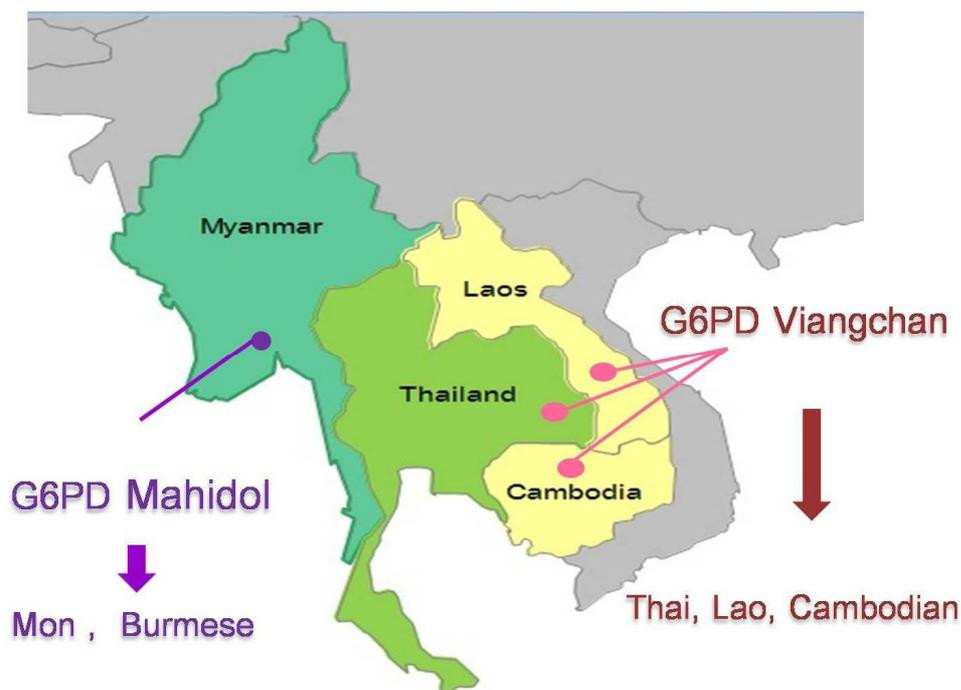 Myanmar
Laos
G6PD Viangchan
Thailand
G6PD Mahidol
Cambodia
Thai, Lao, Cambodian
Mon , Burmese